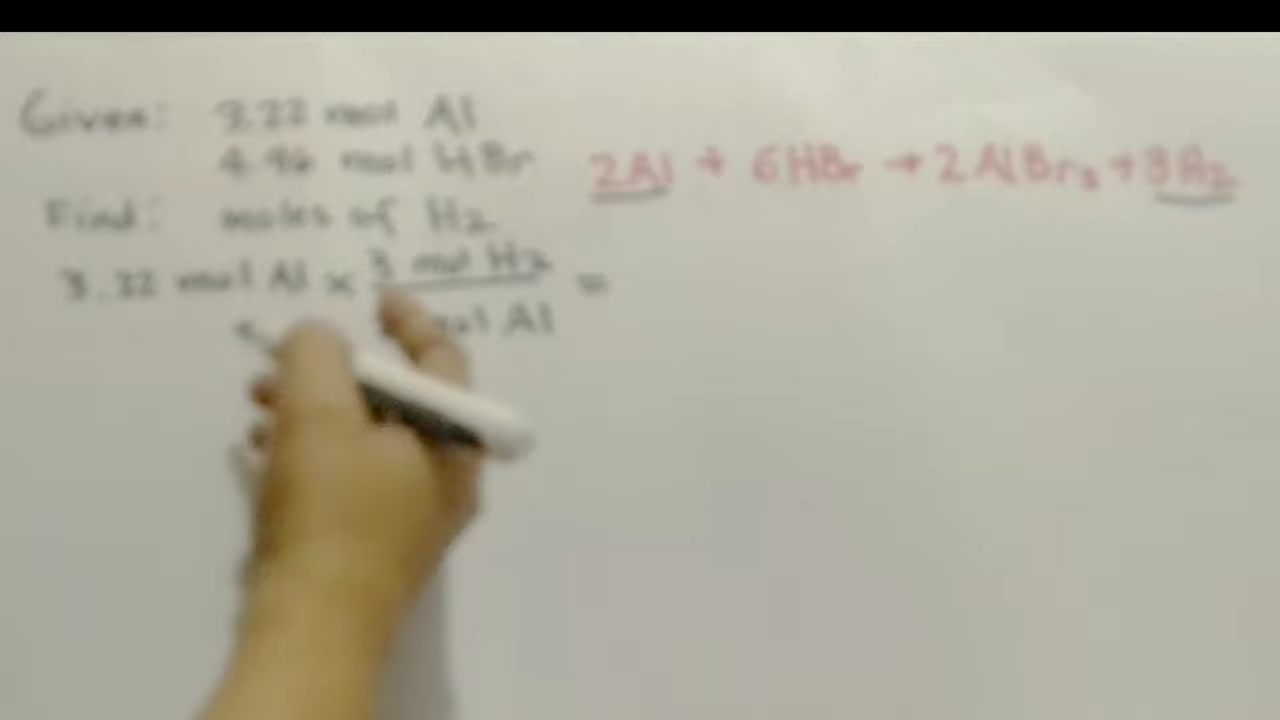 Given: 3.22 mol Al
4.96 mol HBr
2Al + 6HBr → 2AlBr₃ + 3H₂
Find: moles of H₂
3.22 mol Al x 3 mol H₂ =
mol Al